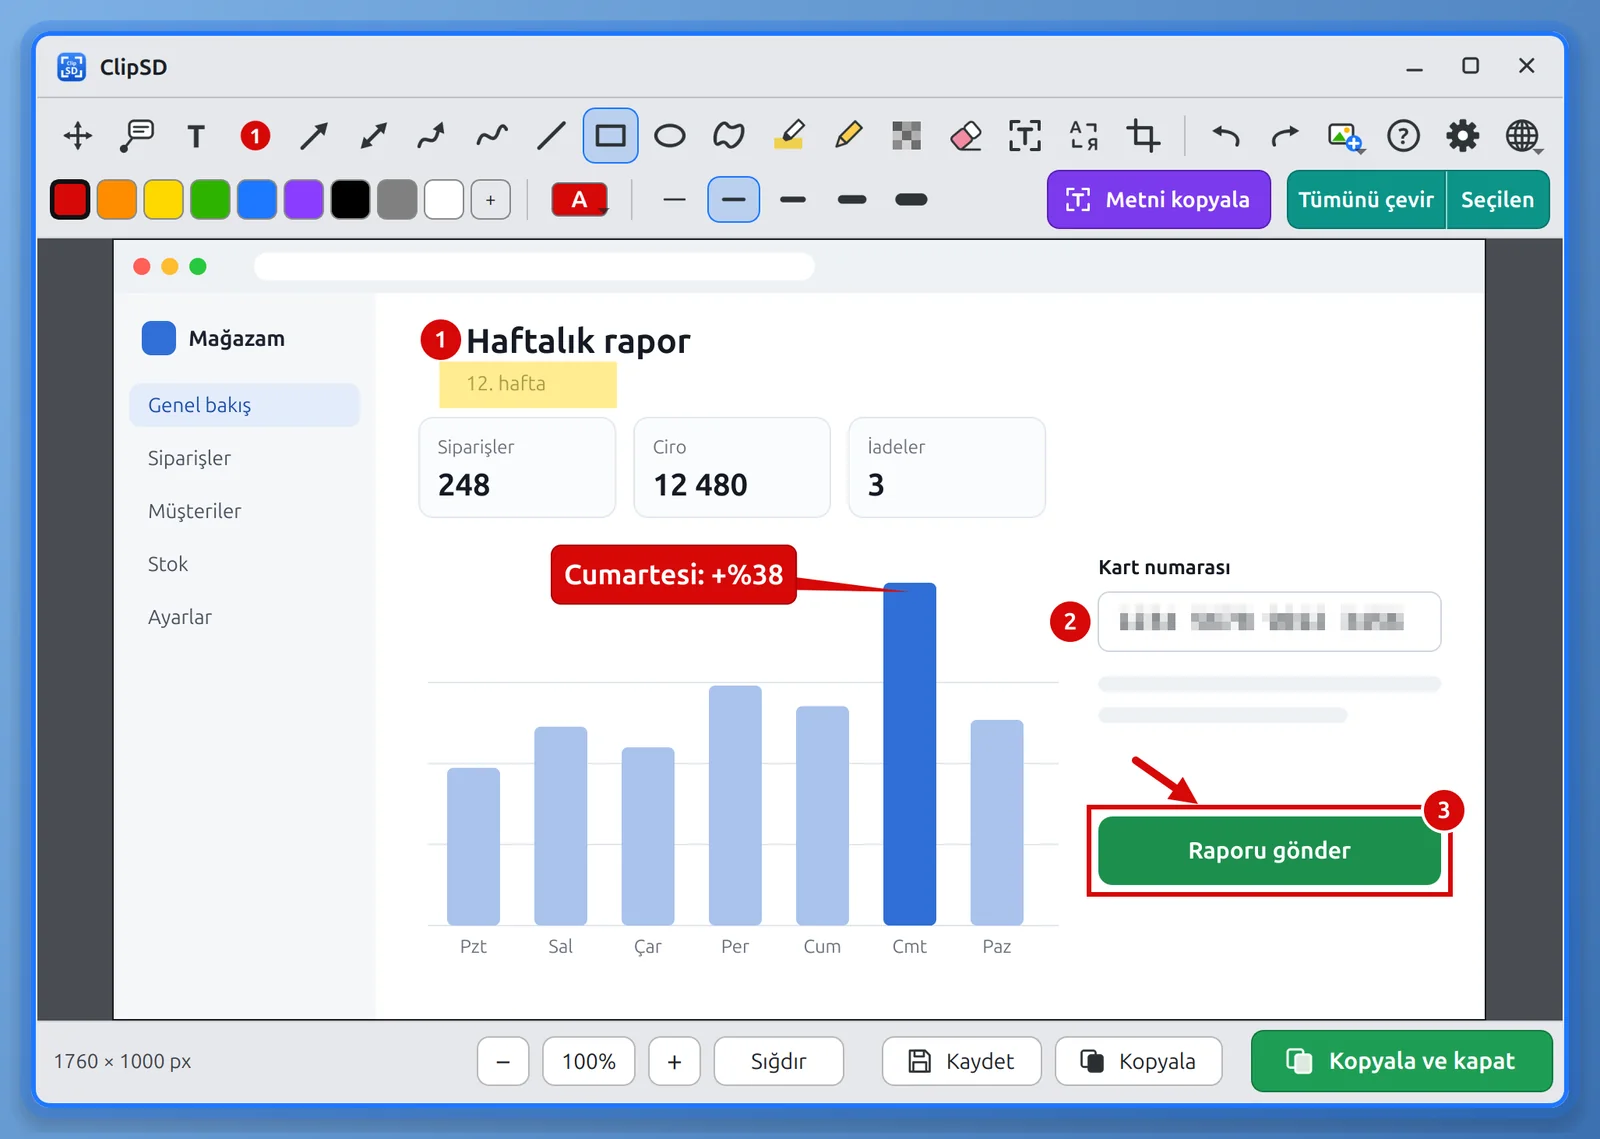 ClipSD
T
1
A
+
Metni kopyala
Tümünü çevir
Seçilen
Mağazam
Genel bakış
Siparişler
Müşteriler
Stok
Ayarlar
1
Haftalık rapor
12. hafta
Siparişler
248
Ciro
12 480
İadeler
3
Cumartesi: +%38
Pzt
Sal
Çar
Per
Cum
Cmt
Paz
Kart numarası
2
3
Raporu gönder
1760 × 1000 px
−
100%
+
Sığdır
Kaydet
Kopyala
Kopyala ve kapat